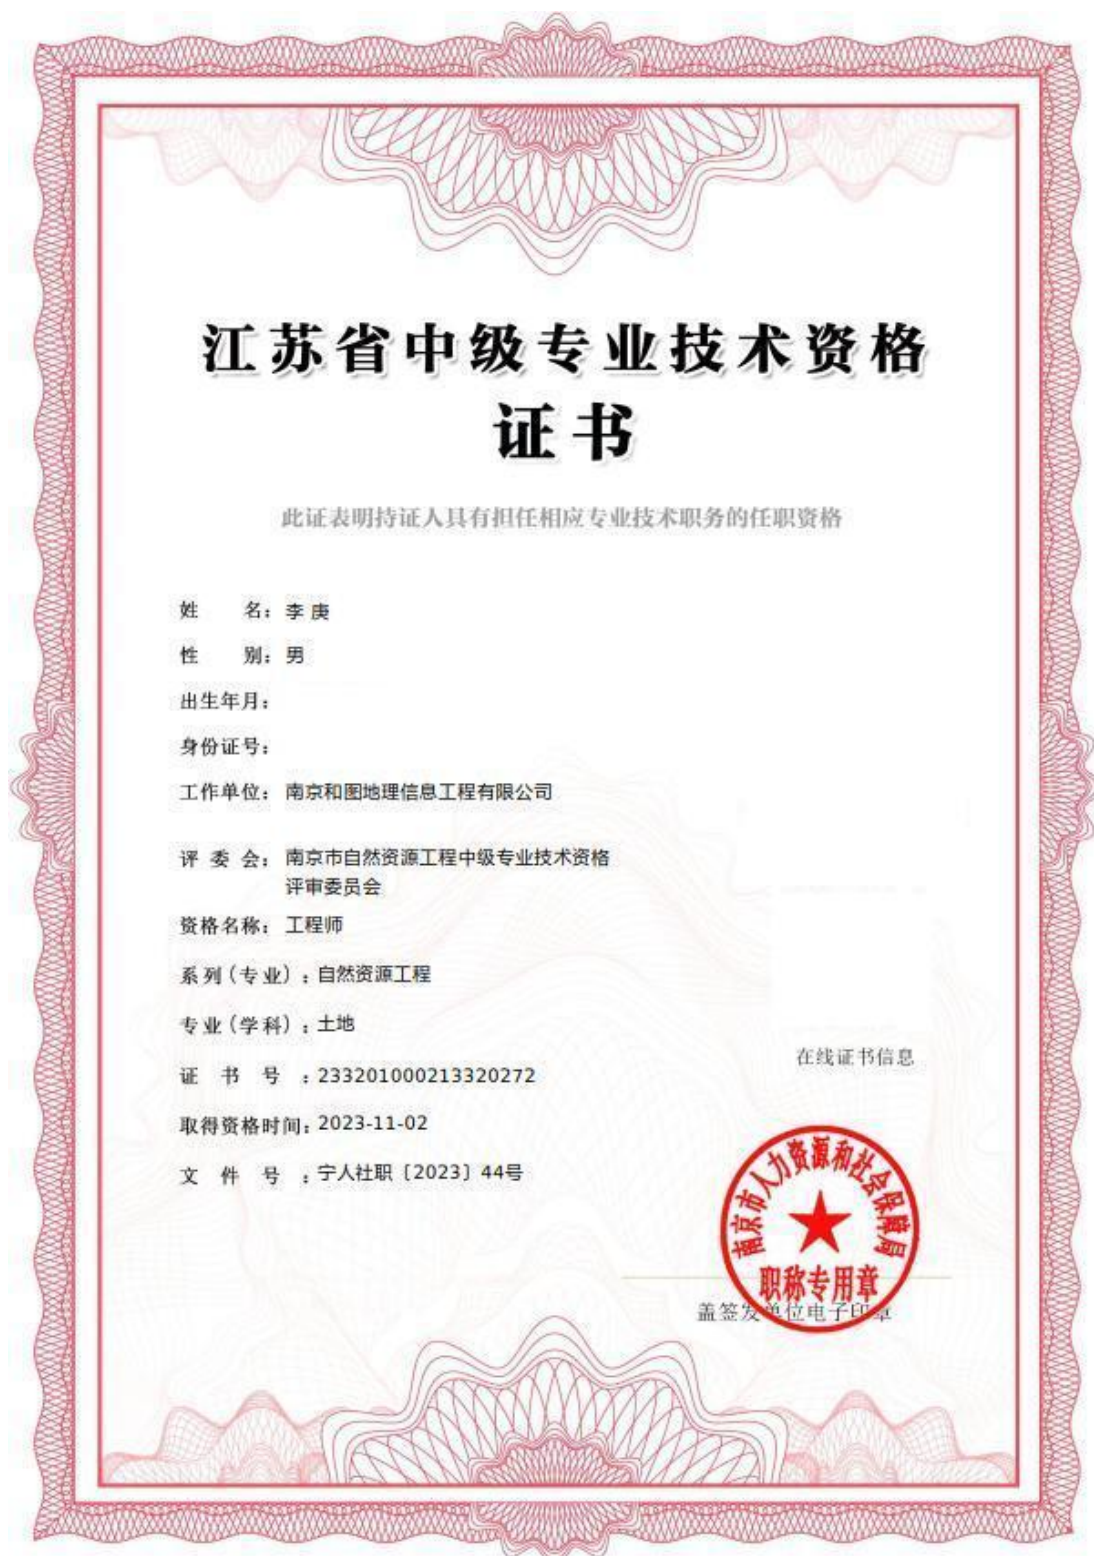 江苏省中级专业技术资格
证书
此证表明持证人具有担任相应专业技术职务的任职资格
姓 名：李 庚
性 别：男
出生年月：
身份证号：
工作单位：南京和图地理信息工程有限公司
评 委 会：南京市自然资源工程中级专业技术资格
评审委员会
资格名称：工程师
系列（专业）：自然资源工程
专业（学科）：土地
证 书 号 ：233201000213320272
取得资格时间：2023-11-02
文 件 号 ：宁人社职〔2023〕44号
在线证书信息
南京市人力资源和社会保障局
职称专用章
盖签发单位电子印章